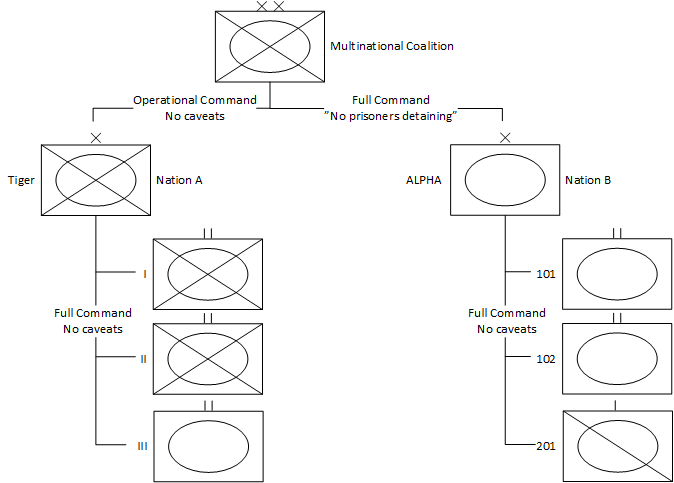 Multinational Coalition
Operational Command
No caveats
Full Command
”No prisoners detaining”
Tiger
Nation A
ALPHA
Nation B
I
Full Command
No caveats
II
III
101
Full Command
No caveats
102
201